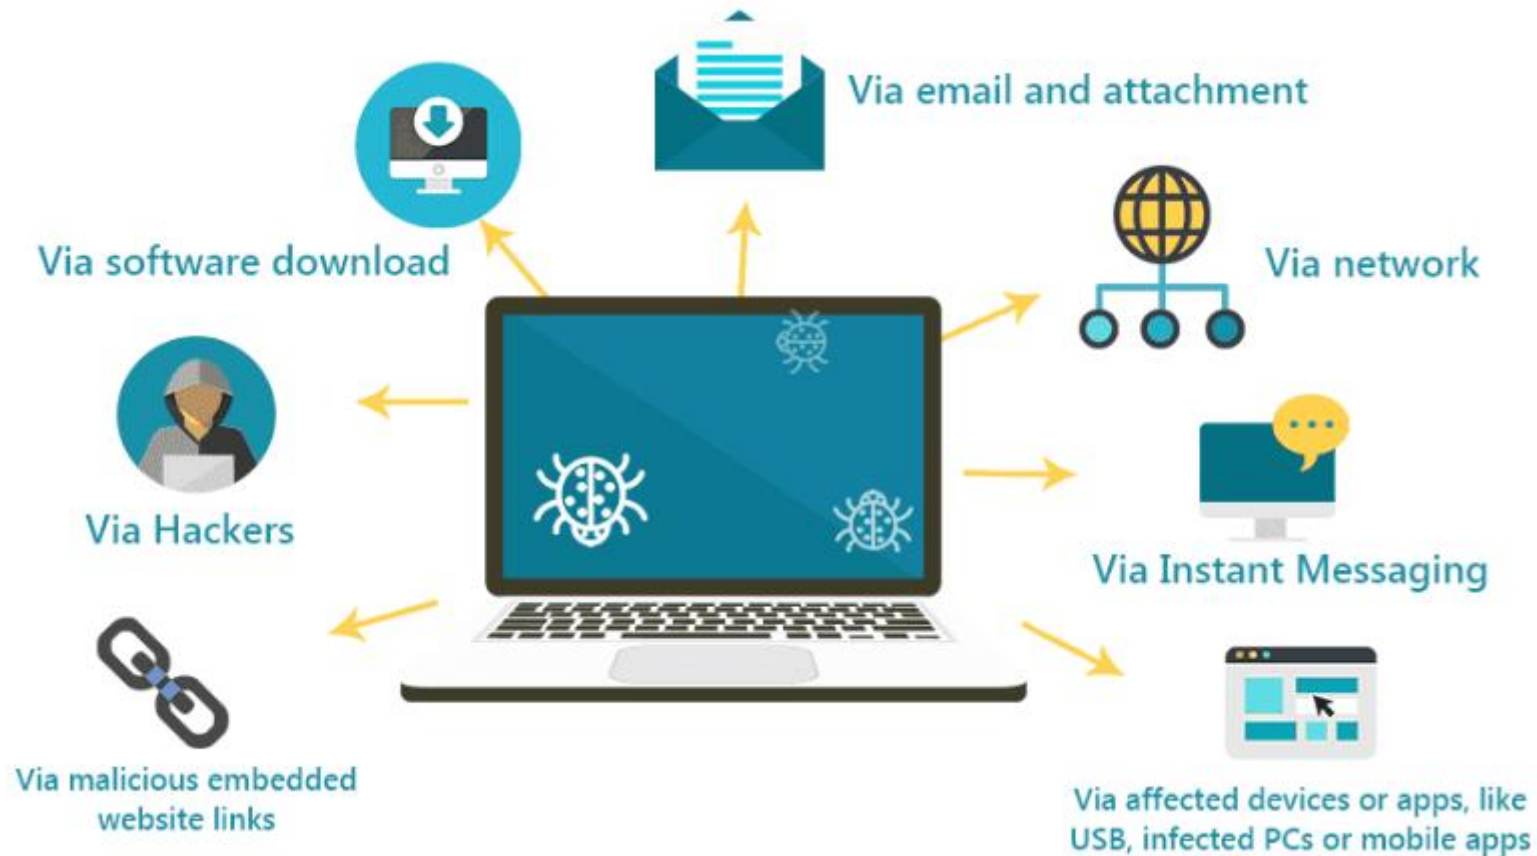 Via email and attachment
Via software download
Via network
Via Hackers
Via Instant Messaging
Via malicious embedded
website links
Via affected devices or apps, like
USB, infected PCs or mobile apps